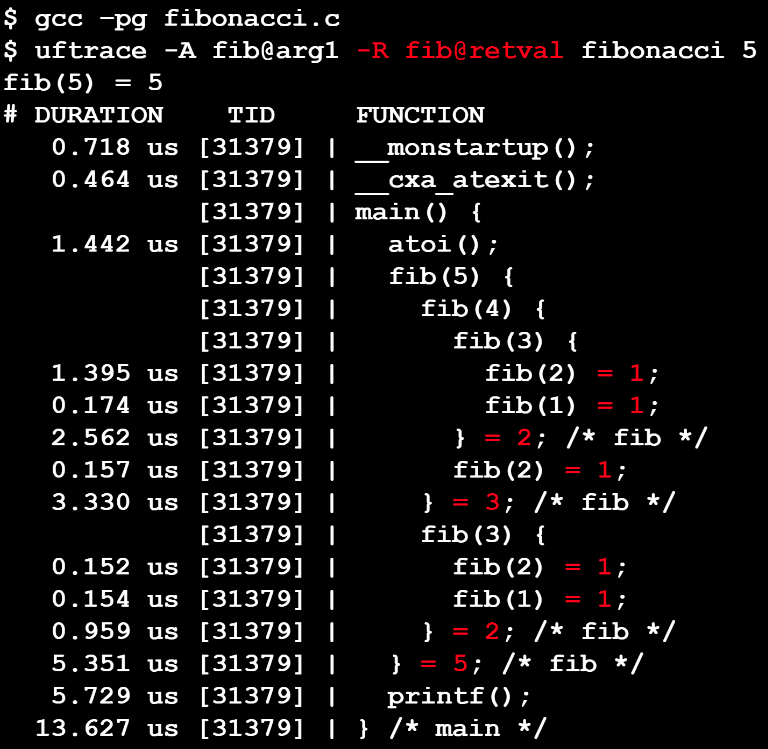 $ gcc –pg fibonacci.c
$ uftrace -A fib@arg1 -R fib@retval fibonacci 5
fib(5) = 5
# DURATION    TID     FUNCTION
   0.718 us [31379] | __monstartup();
   0.464 us [31379] | __cxa_atexit();
            [31379] | main() {
   1.442 us [31379] |   atoi();
            [31379] |   fib(5) {
            [31379] |     fib(4) {
            [31379] |       fib(3) {
   1.395 us [31379] |         fib(2) = 1;
   0.174 us [31379] |         fib(1) = 1;
   2.562 us [31379] |       } = 2; /* fib */
   0.157 us [31379] |       fib(2) = 1;
   3.330 us [31379] |     } = 3; /* fib */
            [31379] |     fib(3) {
   0.152 us [31379] |       fib(2) = 1;
   0.154 us [31379] |       fib(1) = 1;
   0.959 us [31379] |     } = 2; /* fib */
   5.351 us [31379] |   } = 5; /* fib */
   5.729 us [31379] |   printf();
  13.627 us [31379] | } /* main */